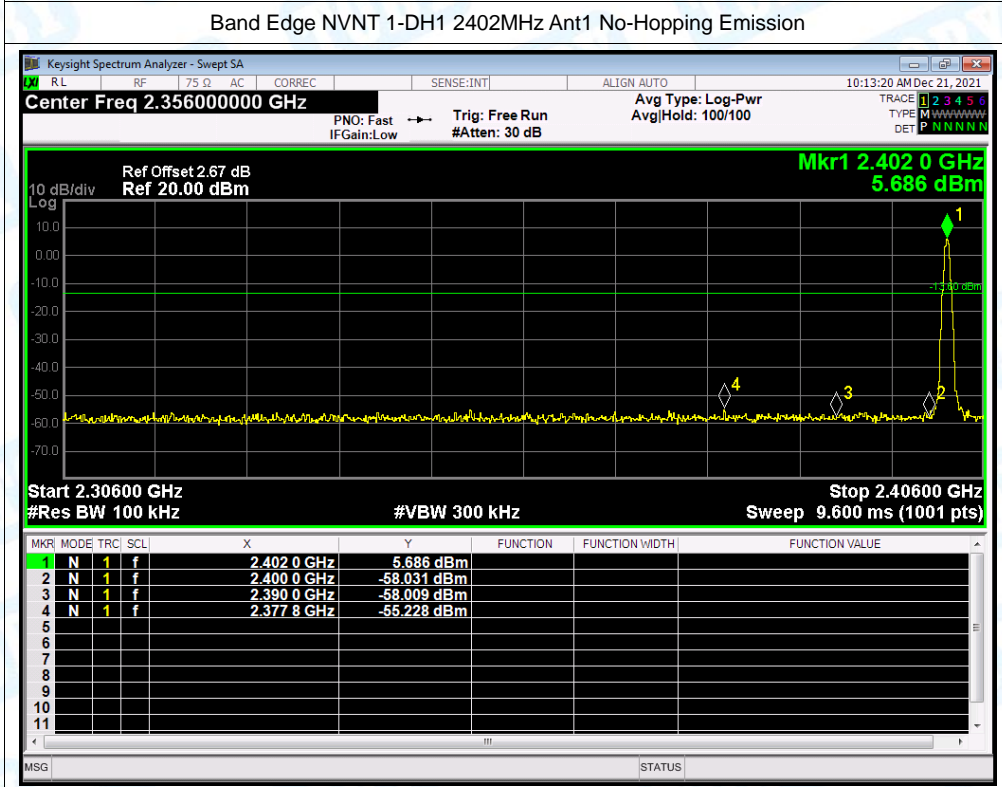 Band Edge NVNT 1-DH1 2402MHz Ant1 No-Hopping Emission
Keysight Spectrum Analyzer - Swept SA
LXI RL RF 75 Ω AC CORREC SENSE:INT ALIGN AUTO 10:13:20 AM Dec 21, 2021
Center Freq 2.356000000 GHz
PNO: Fast
IFGain:Low
Trig: Free Run
#Atten: 30 dB
Avg Type: Log-Pwr
Avg|Hold: 100/100
TRACE 1 2 3 4 5 6
TYPE M WWWWW
DET P N N N N N
Mkr1 2.402 0 GHz
5.686 dBm
Ref Offset 2.67 dB
10 dB/div Ref 20.00 dBm
Log
10.0
0.00
-10.0
-20.0
-30.0
-40.0
-50.0
-60.0
-70.0
1
-13.60 dBm
4
3
2
Start 2.30600 GHz Stop 2.40600 GHz
#Res BW 100 kHz #VBW 300 kHz Sweep 9.600 ms (1001 pts)
MKR MODE TRC SCL X Y FUNCTION FUNCTION WIDTH FUNCTION VALUE
1 N 1 f 2.402 0 GHz 5.686 dBm
2 N 1 f 2.400 0 GHz -58.031 dBm
3 N 1 f 2.390 0 GHz -58.009 dBm
4 N 1 f 2.377 8 GHz -55.228 dBm
5
6
7
8
9
10
11
MSG STATUS